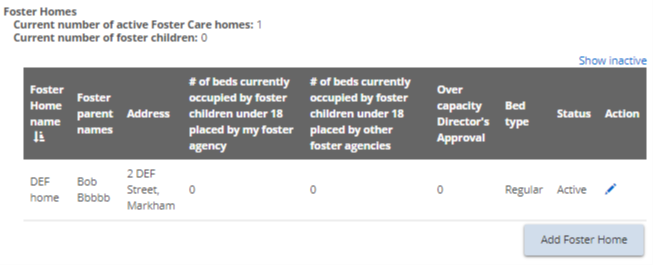 Foster Homes
Current number of active Foster Care homes: 1
Current number of foster children: 0
Show inactive
Foster Home name
Foster parent names
Address
# of beds currently occupied by foster children under 18 placed by my foster agency
# of beds currently occupied by foster children under 18 placed by other foster agencies
Over capacity Director's Approval
Bed type
Status
Action
DEF home
Bob Bbbbb
2 DEF Street, Markham
0
0
0
Regular
Active
Add Foster Home